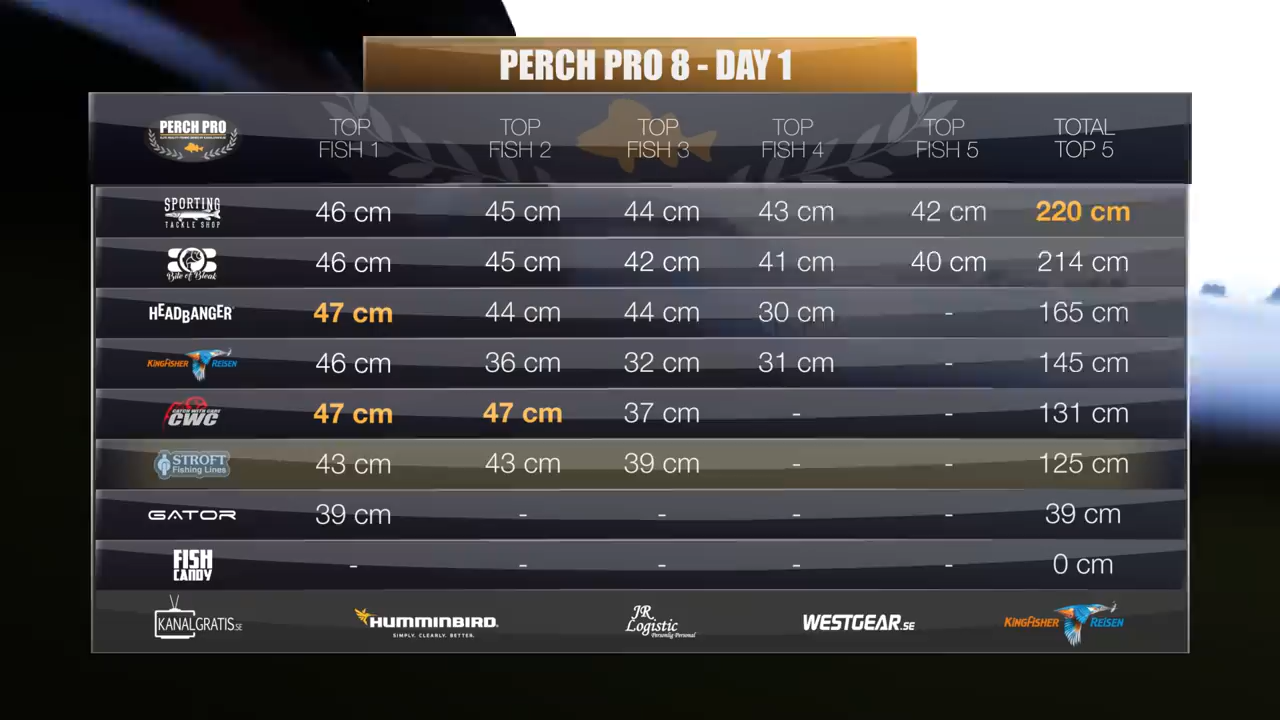 PERCH PRO 8 - DAY 1
PERCH PRO
TOP FISH 1
TOP FISH 2
TOP FISH 3
TOP FISH 4
TOP FISH 5
TOTAL TOP 5
SPORTING TACKLE SHOP 46 cm 45 cm 44 cm 43 cm 42 cm 220 cm
Bite of Bleak 46 cm 45 cm 42 cm 41 cm 40 cm 214 cm
HEADBANGER 47 cm 44 cm 44 cm 30 cm - 165 cm
KINGFISHER REISEN 46 cm 36 cm 32 cm 31 cm - 145 cm
CATCH WITH CARE CWC 47 cm 47 cm 37 cm - - 131 cm
STROFT Fishing Lines 43 cm 43 cm 39 cm - - 125 cm
GATOR 39 cm - - - - 39 cm
FISH CANDY - - - - - 0 cm
KANALGRATIS.SE
HUMMINBIRD
SIMPLY. CLEARLY. BETTER.
JR Logistic
Personlig Personal
WESTGEAR.SE
KINGFISHER REISEN